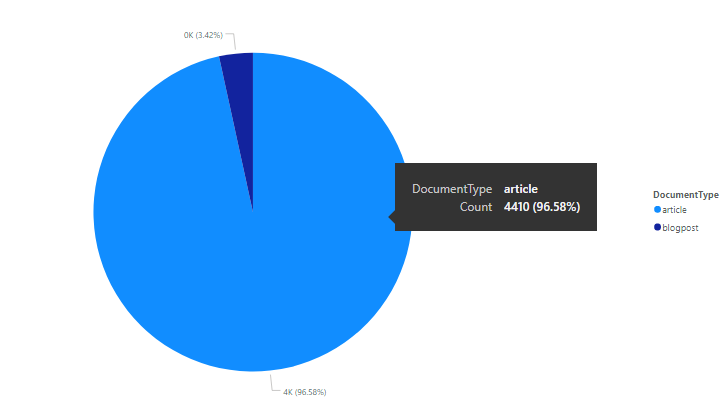 0K (3.42%)
DocumentType article
Count 4410 (96.58%)
DocumentType
article
blogpost
4K (96.58%)